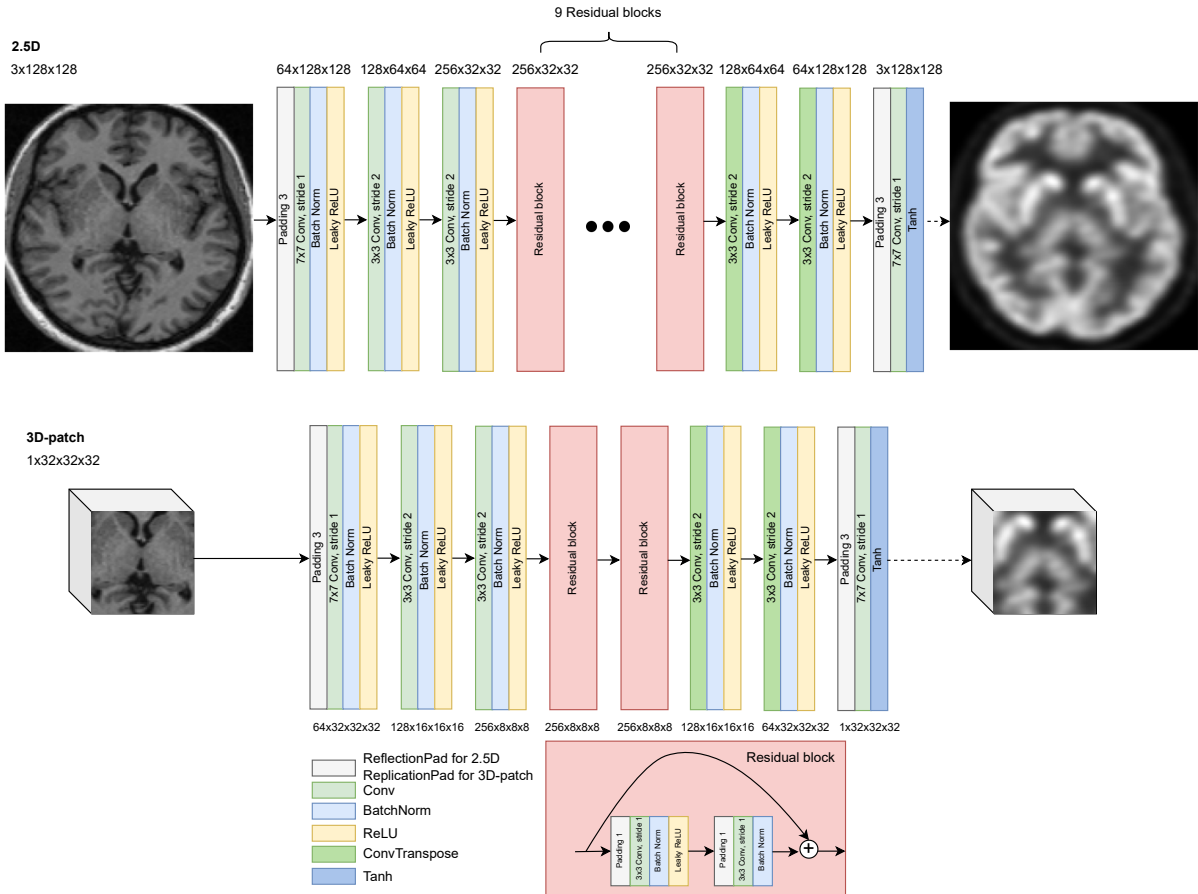 9 Residual blocks
2.5D
3x128x128
64x128x128
128x64x64
256x32x32
256x32x32
256x32x32
128x64x64
64x128x128
3x128x128
Padding 3
7x7 Conv, stride 1
Batch Norm
Leaky ReLU
3x3 Conv, stride 2
Batch Norm
Leaky ReLU
3x3 Conv, stride 2
Batch Norm
Leaky ReLU
Residual block
Residual block
3x3 Conv, stride 2
Batch Norm
Leaky ReLU
3x3 Conv, stride 2
Batch Norm
Leaky ReLU
Padding 3
7x7 Conv, stride 1
Tanh
3D-patch
1x32x32x32
Padding 3
7x7 Conv, stride 1
Batch Norm
Leaky ReLU
3x3 Conv, stride 2
Batch Norm
Leaky ReLU
3x3 Conv, stride 2
Batch Norm
Leaky ReLU
Residual block
Residual block
3x3 Conv, stride 2
Batch Norm
Leaky ReLU
3x3 Conv, stride 2
Batch Norm
Leaky ReLU
Padding 3
7x7 Conv, stride 1
Tanh
64x32x32x32
128x16x16x16
256x8x8x8
256x8x8x8
256x8x8x8
128x16x16x16
64x32x32x32
1x32x32x32
ReflectionPad for 2.5D
ReplicationPad for 3D-patch
Conv
BatchNorm
ReLU
ConvTranspose
Tanh
Residual block
Padding 1
3x3 Conv, stride 1
Batch Norm
Leaky ReLU
Padding 1
3x3 Conv, stride 1
Batch Norm
+